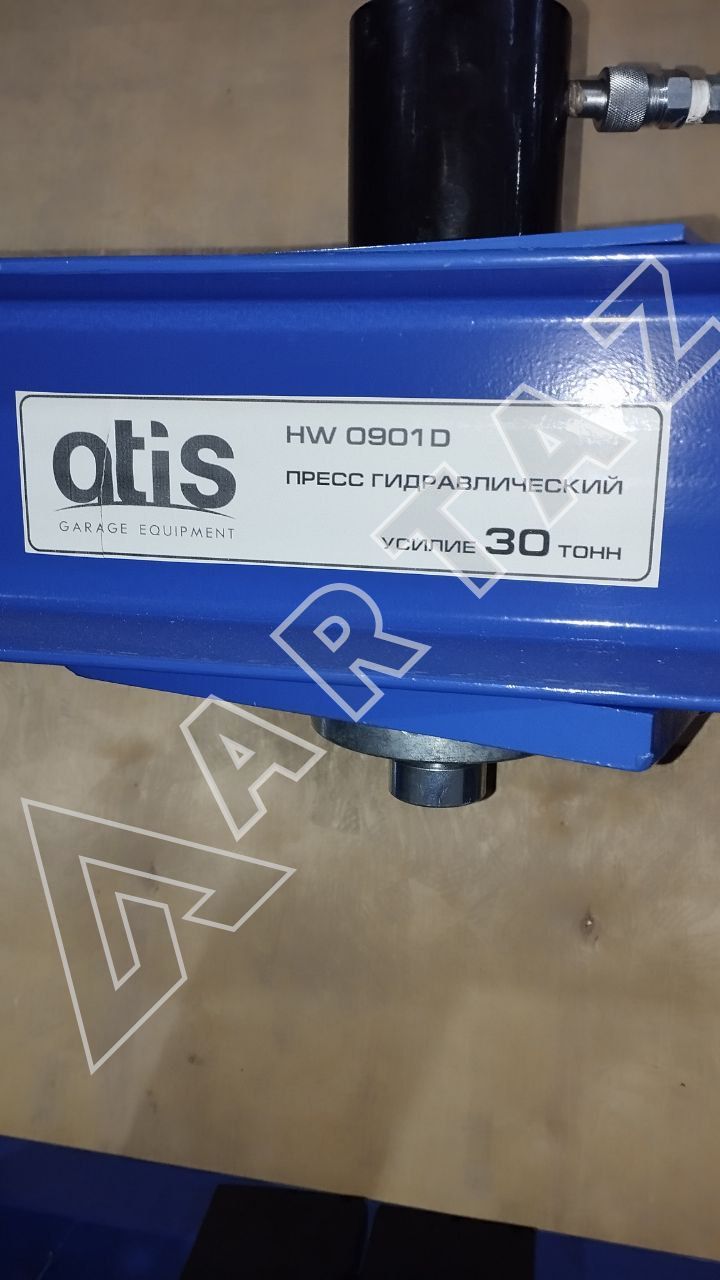 atis
GARAGE EQUIPMENT
HW 0901D
ПРЕСС ГИДРАВЛИЧЕСКИЙ
УСИЛИЕ 30 ТОНН
ARTAZ